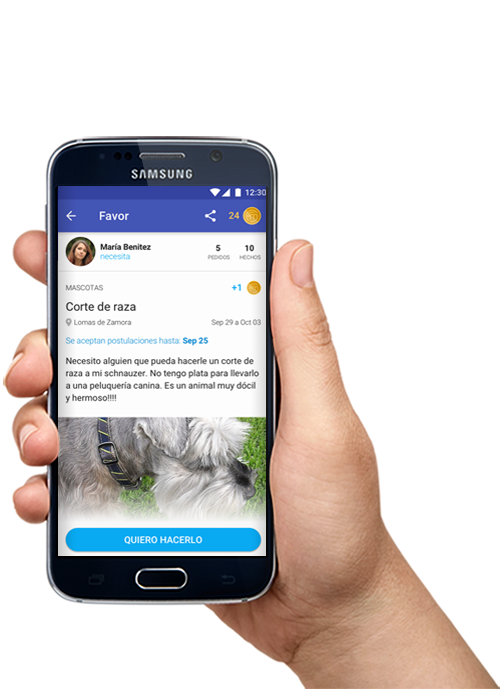 SAMSUNG
12:30
Favor
24
María Benitez
necesita
5
PEDIDOS
10
HECHOS
MASCOTAS
+1
Corte de raza
Lomas de Zamora
Sep 29 a Oct 03
Se aceptan postulaciones hasta: Sep 25
Necesito alguien que pueda hacerle un corte de
raza a mi schnauzer. No tengo plata para llevarlo
a una peluquería canina. Es un animal muy dócil
y hermoso!!!!
QUIERO HACERLO